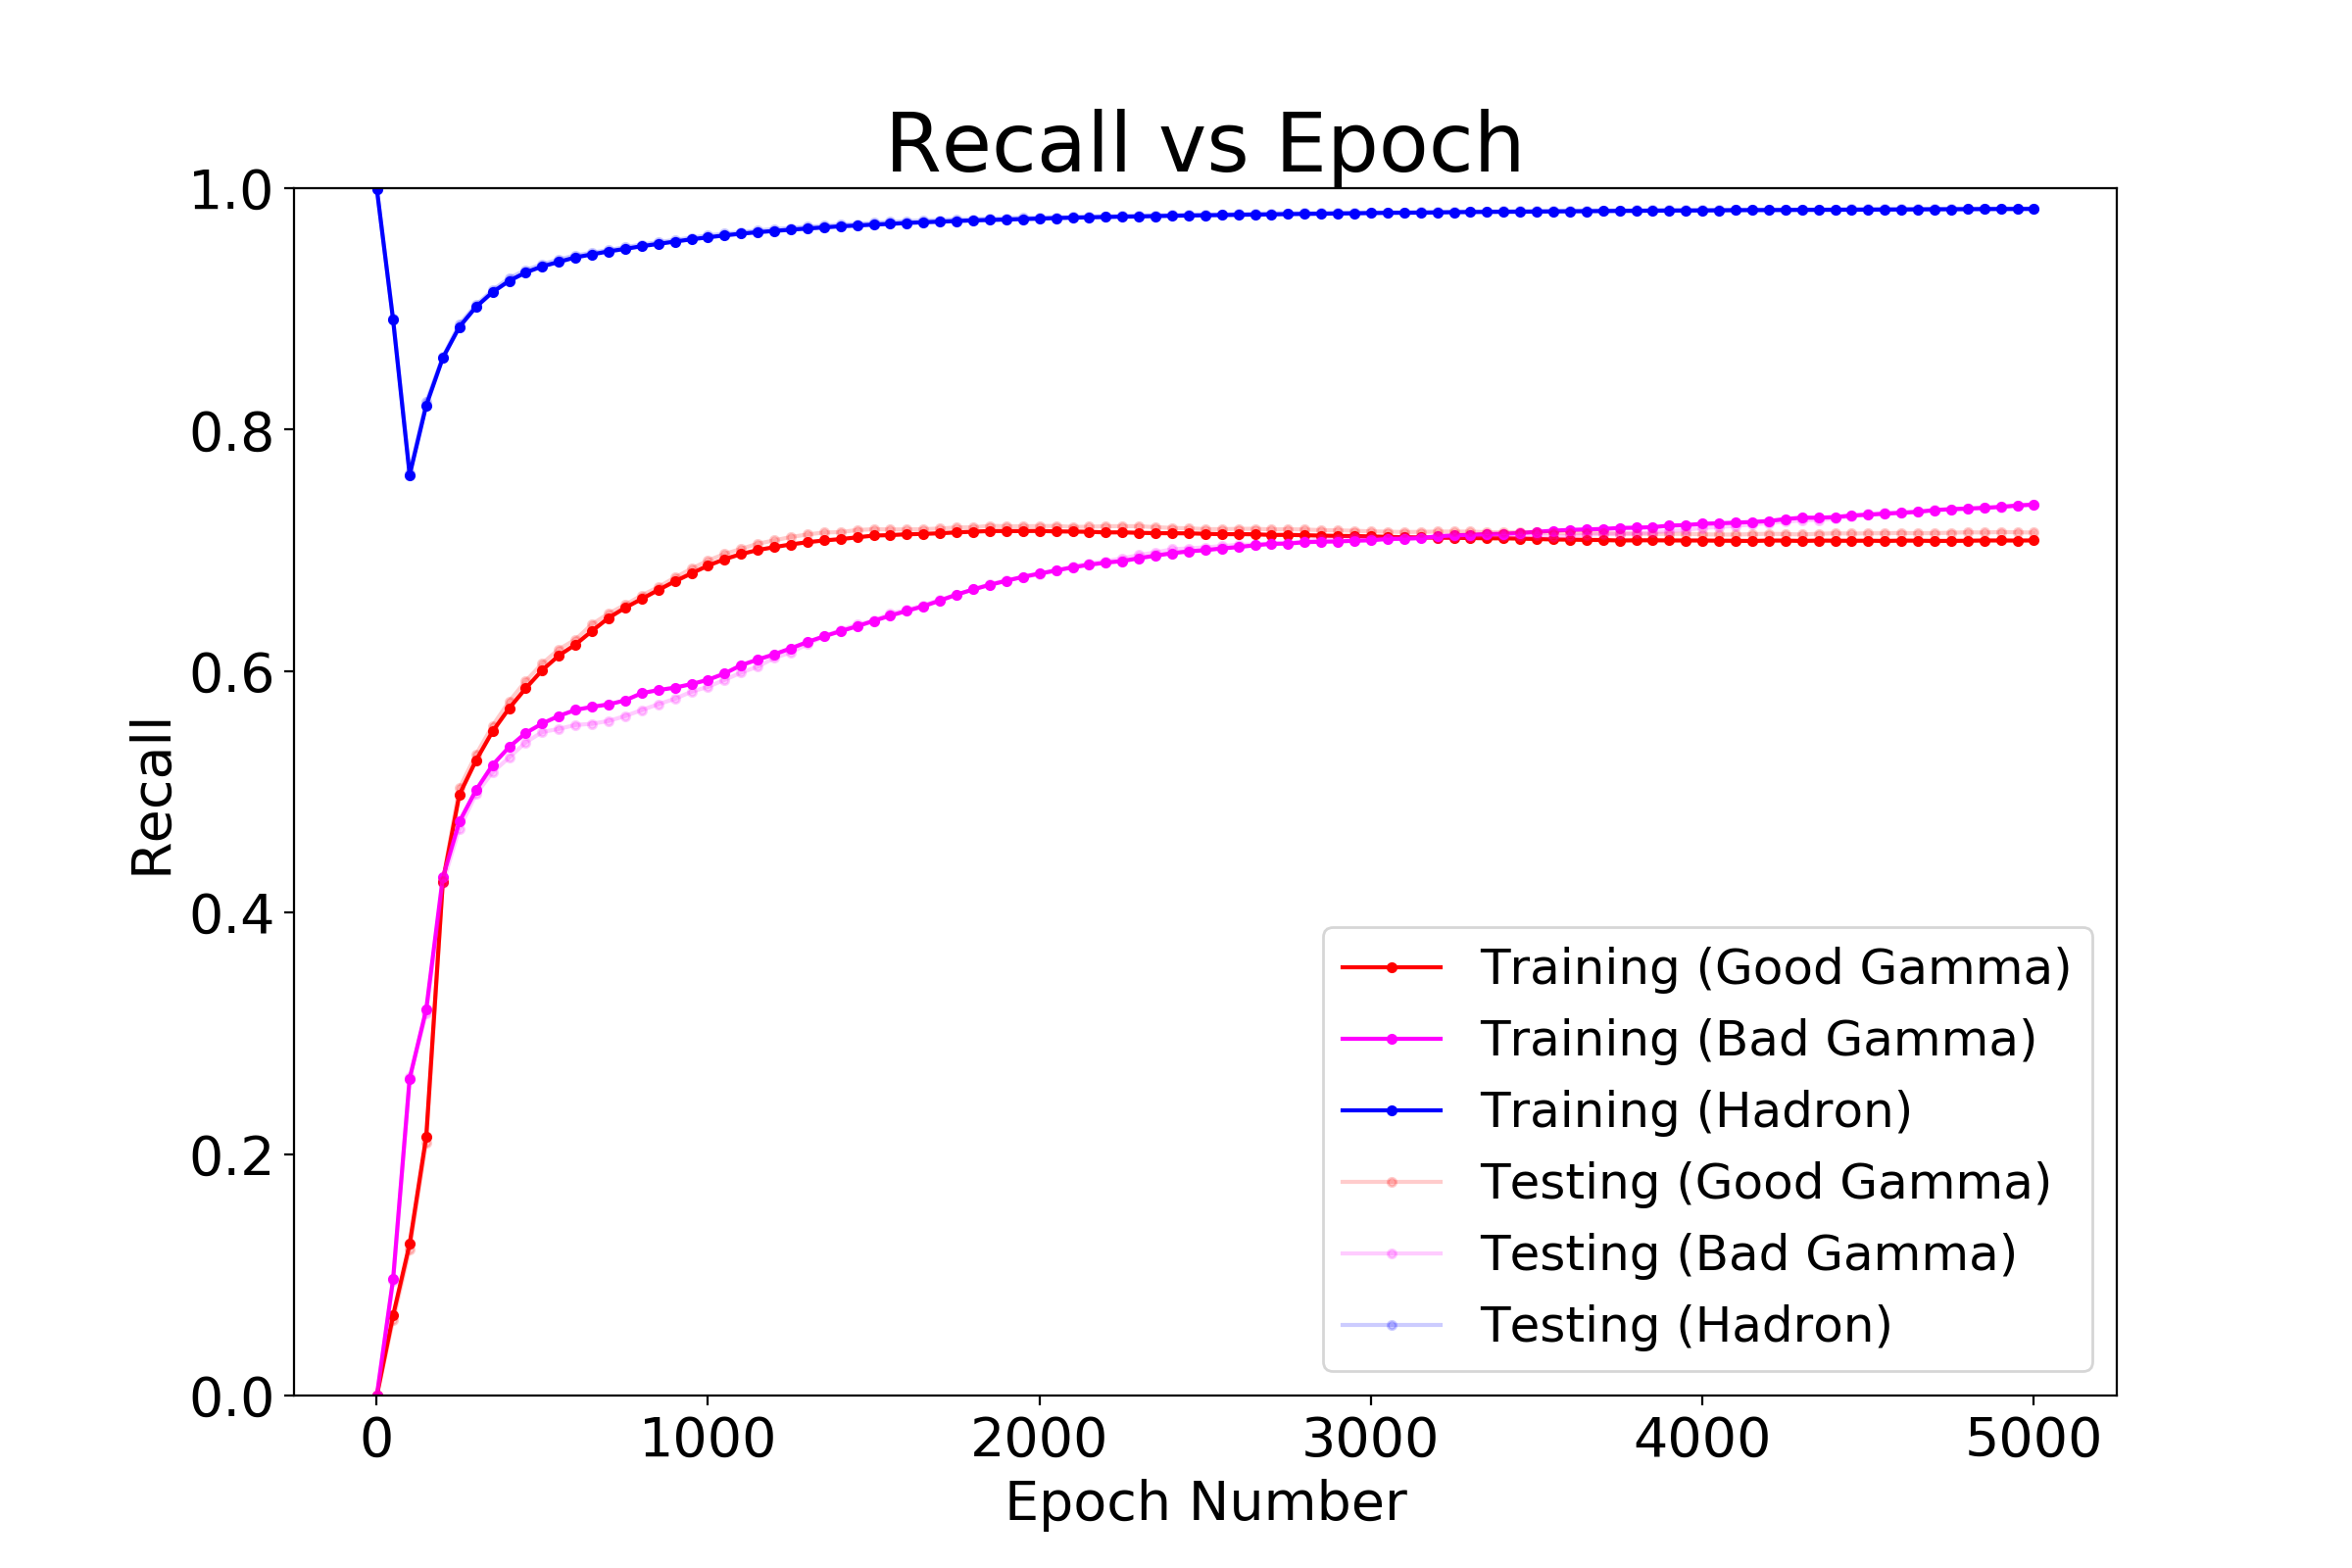 Recall vs Epoch
1.0
0.8
0.6
0.4
0.2
0.0
Recall
Training (Good Gamma)
Training (Bad Gamma)
Training (Hadron)
Testing (Good Gamma)
Testing (Bad Gamma)
Testing (Hadron)
0 1000 2000 3000 4000 5000
Epoch Number